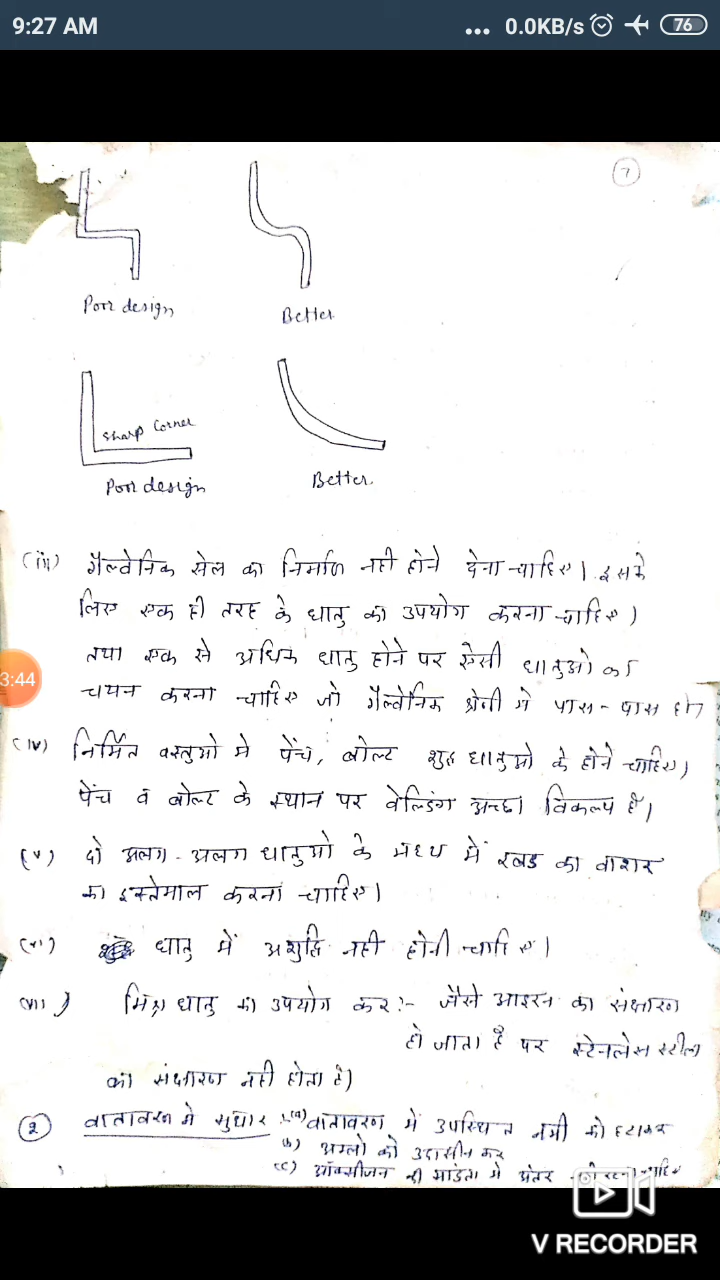 9:27 AM
... 0.0KB/s 76
7
Poor design
Better
sharp Corner
Poor design
Better.
(iii) गैल्वेनिक सेल का निर्माण नही होने देना चाहिए। इसके
लिए एक ही तरह के धातु का उपयोग करना चाहिए।
तथा एक से अधिक धातु होने पर ऐसी धातुओ का
3:44
चयन करना चाहिए जो गैल्वेनिक श्रेणी मे पास-पास हो
(iv) निर्मित वस्तुओ मे पेंच, बोल्ट शुद्ध धातुओ के होने चाहिए।
पेंच व बोल्ट के स्थान पर वेल्डिंग अच्छा विकल्प है।
(v) दो अलग-अलग धातुओ के मध्य में रबड का वाशर
का इस्तेमाल करना चाहिए।
(vi) धातु में अशुद्धि नही होनी चाहिए।
(vii) मिश्र धातु का उपयोग कर:- जैसे आइरन का संक्षारण
हो जाता है पर स्टेनलेस स्टील
का संक्षारण नही होता है)
2 वातावरण मे सुधार :- (a) वातावरण में उपस्थित नमी को हटाकर
(b) अम्लो को उदासीन कर
(c) ऑक्सीजन की सांद्रता मे अंतर
V RECORDER